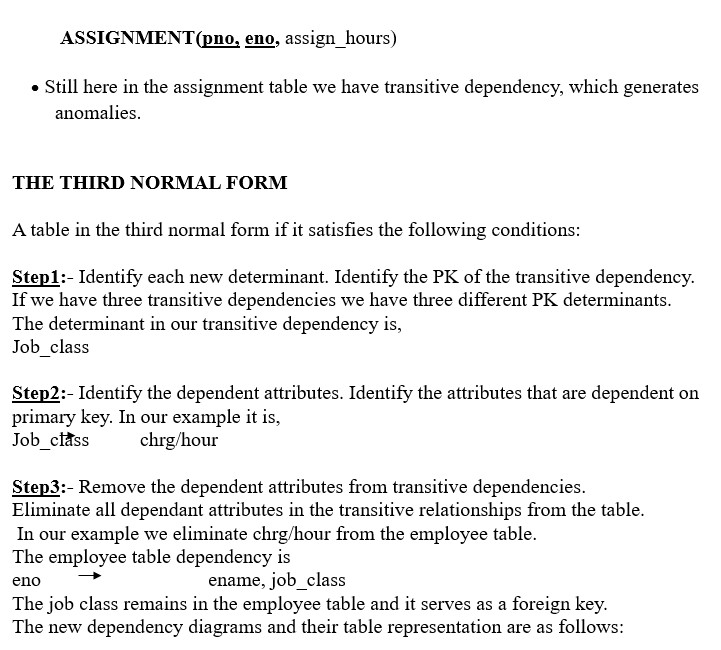 ASSIGNMENT(pno, eno, assign_hours)
• Still here in the assignment table we have transitive dependency, which generates
anomalies.
THE THIRD NORMAL FORM
A table in the third normal form if it satisfies the following conditions:
Step1:- Identify each new determinant. Identify the PK of the transitive dependency.
If we have three transitive dependencies we have three different PK determinants.
The determinant in our transitive dependency is,
Job_class
Step2:- Identify the dependent attributes. Identify the attributes that are dependent on
primary key. In our example it is,
Job_class → chrg/hour
Step3:- Remove the dependent attributes from transitive dependencies.
Eliminate all dependant attributes in the transitive relationships from the table.
In our example we eliminate chrg/hour from the employee table.
The employee table dependency is
eno → ename, job_class
The job class remains in the employee table and it serves as a foreign key.
The new dependency diagrams and their table representation are as follows: